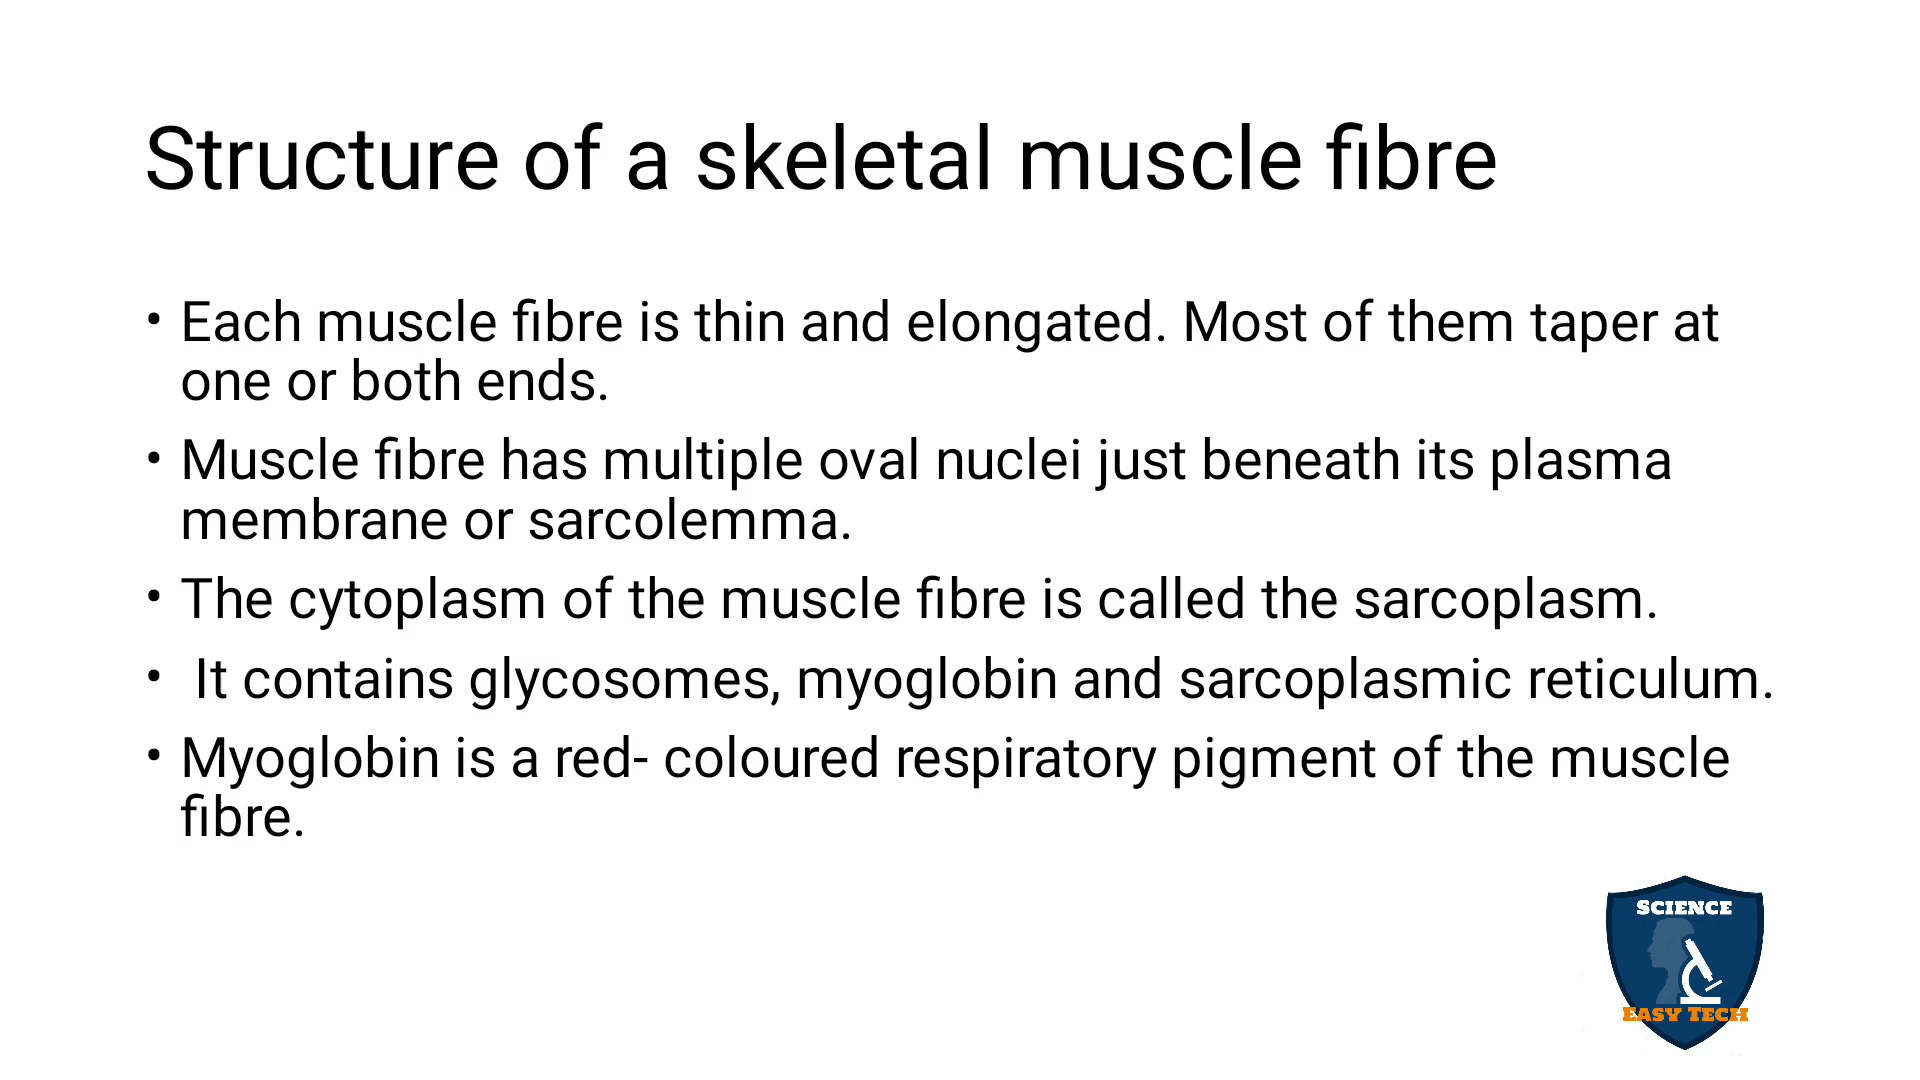 Structure of a skeletal muscle fibre
• Each muscle fibre is thin and elongated. Most of them taper at
one or both ends.
• Muscle fibre has multiple oval nuclei just beneath its plasma
membrane or sarcolemma.
• The cytoplasm of the muscle fibre is called the sarcoplasm.
• It contains glycosomes, myoglobin and sarcoplasmic reticulum.
• Myoglobin is a red- coloured respiratory pigment of the muscle
fibre.
SCIENCE
EASY TECH